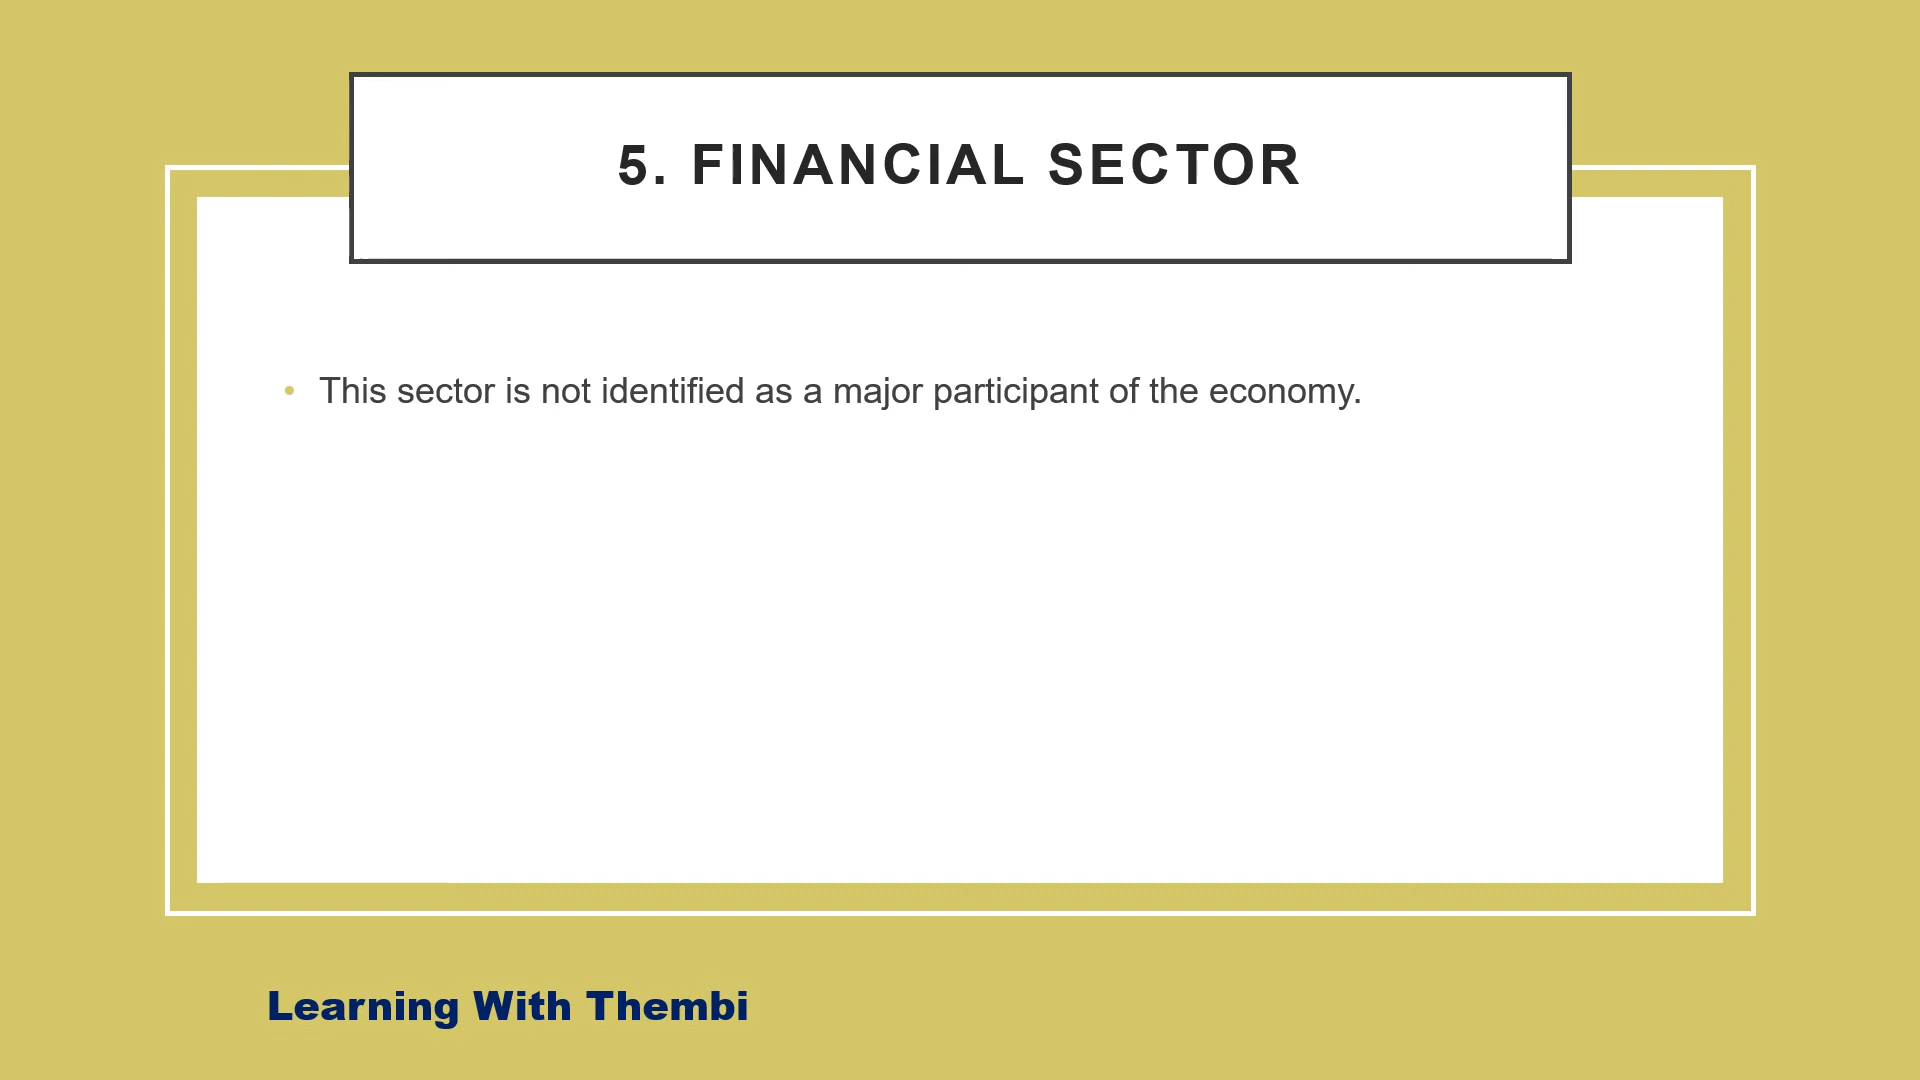 5. FINANCIAL SECTOR
• This sector is not identified as a major participant of the economy.
Learning With Thembi